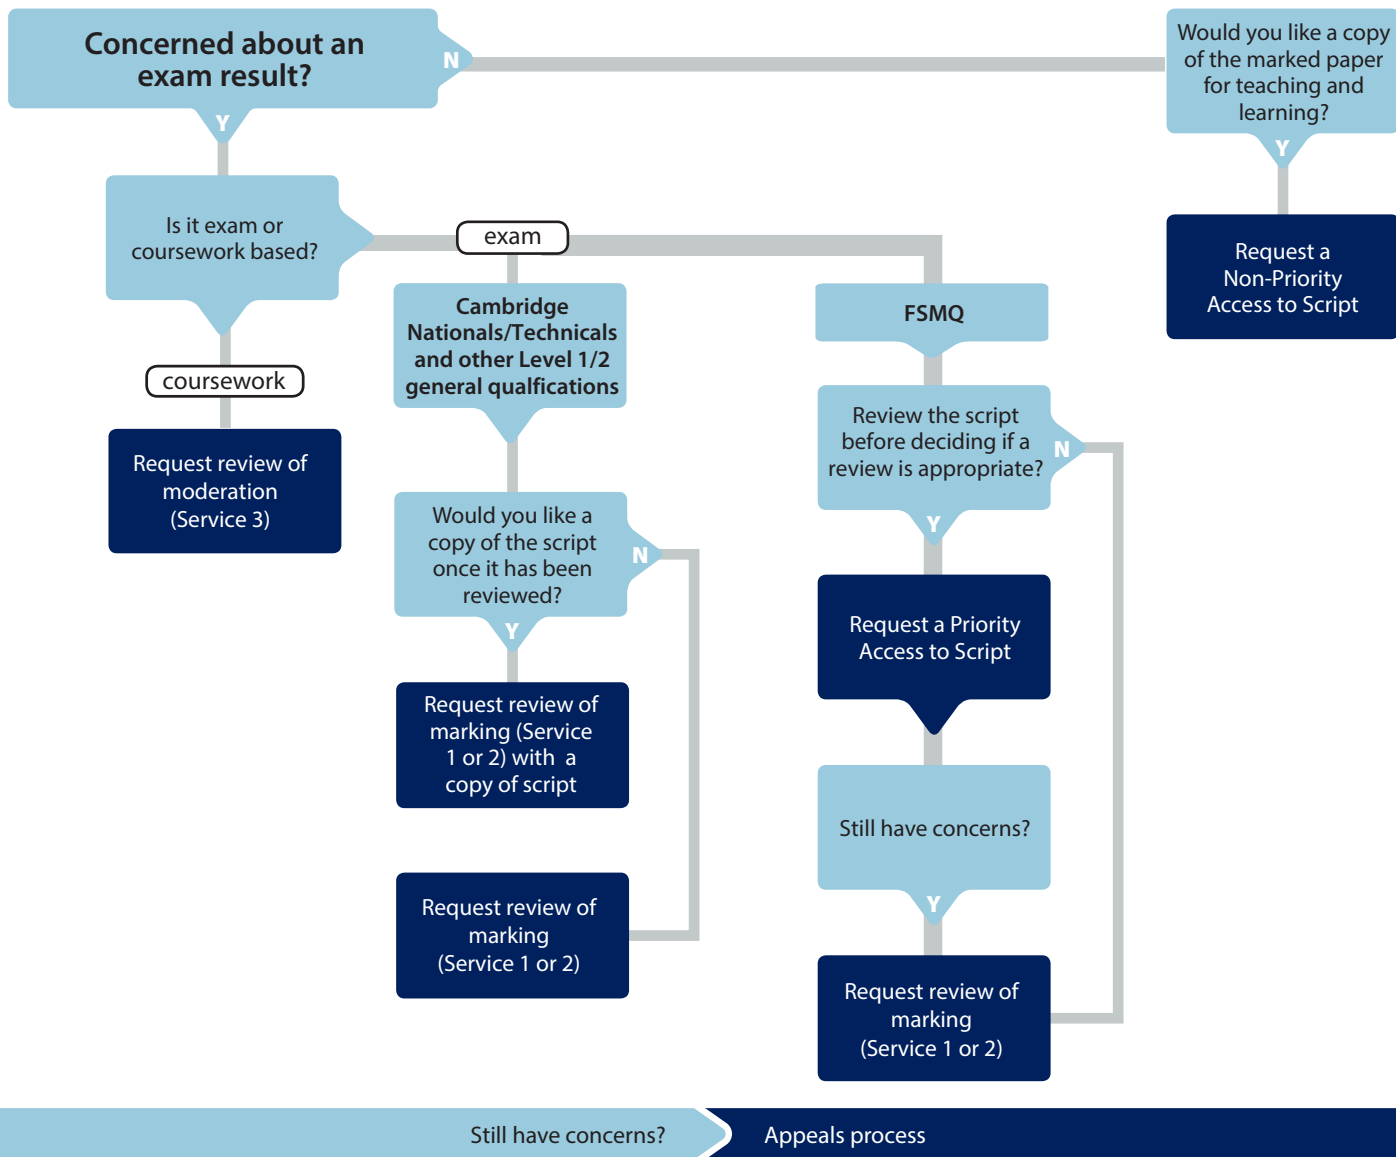 Concerned about an
exam result?
N
Y
Would you like a copy
of the marked paper
for teaching and
learning?
Y
Request a
Non-Priority
Access to Script
Is it exam or
coursework based?
exam
coursework
Request review of
moderation
(Service 3)
Cambridge
Nationals/Technicals
and other Level 1/2
general qualfications
Would you like a
copy of the script
once it has been
reviewed?
N
Y
Request review of
marking (Service
1 or 2) with a
copy of script
Request review of
marking
(Service 1 or 2)
FSMQ
Review the script
before deciding if a
review is appropriate?
N
Y
Request a Priority
Access to Script
Still have concerns?
Y
Request review of
marking
(Service 1 or 2)
Still have concerns?
Appeals process